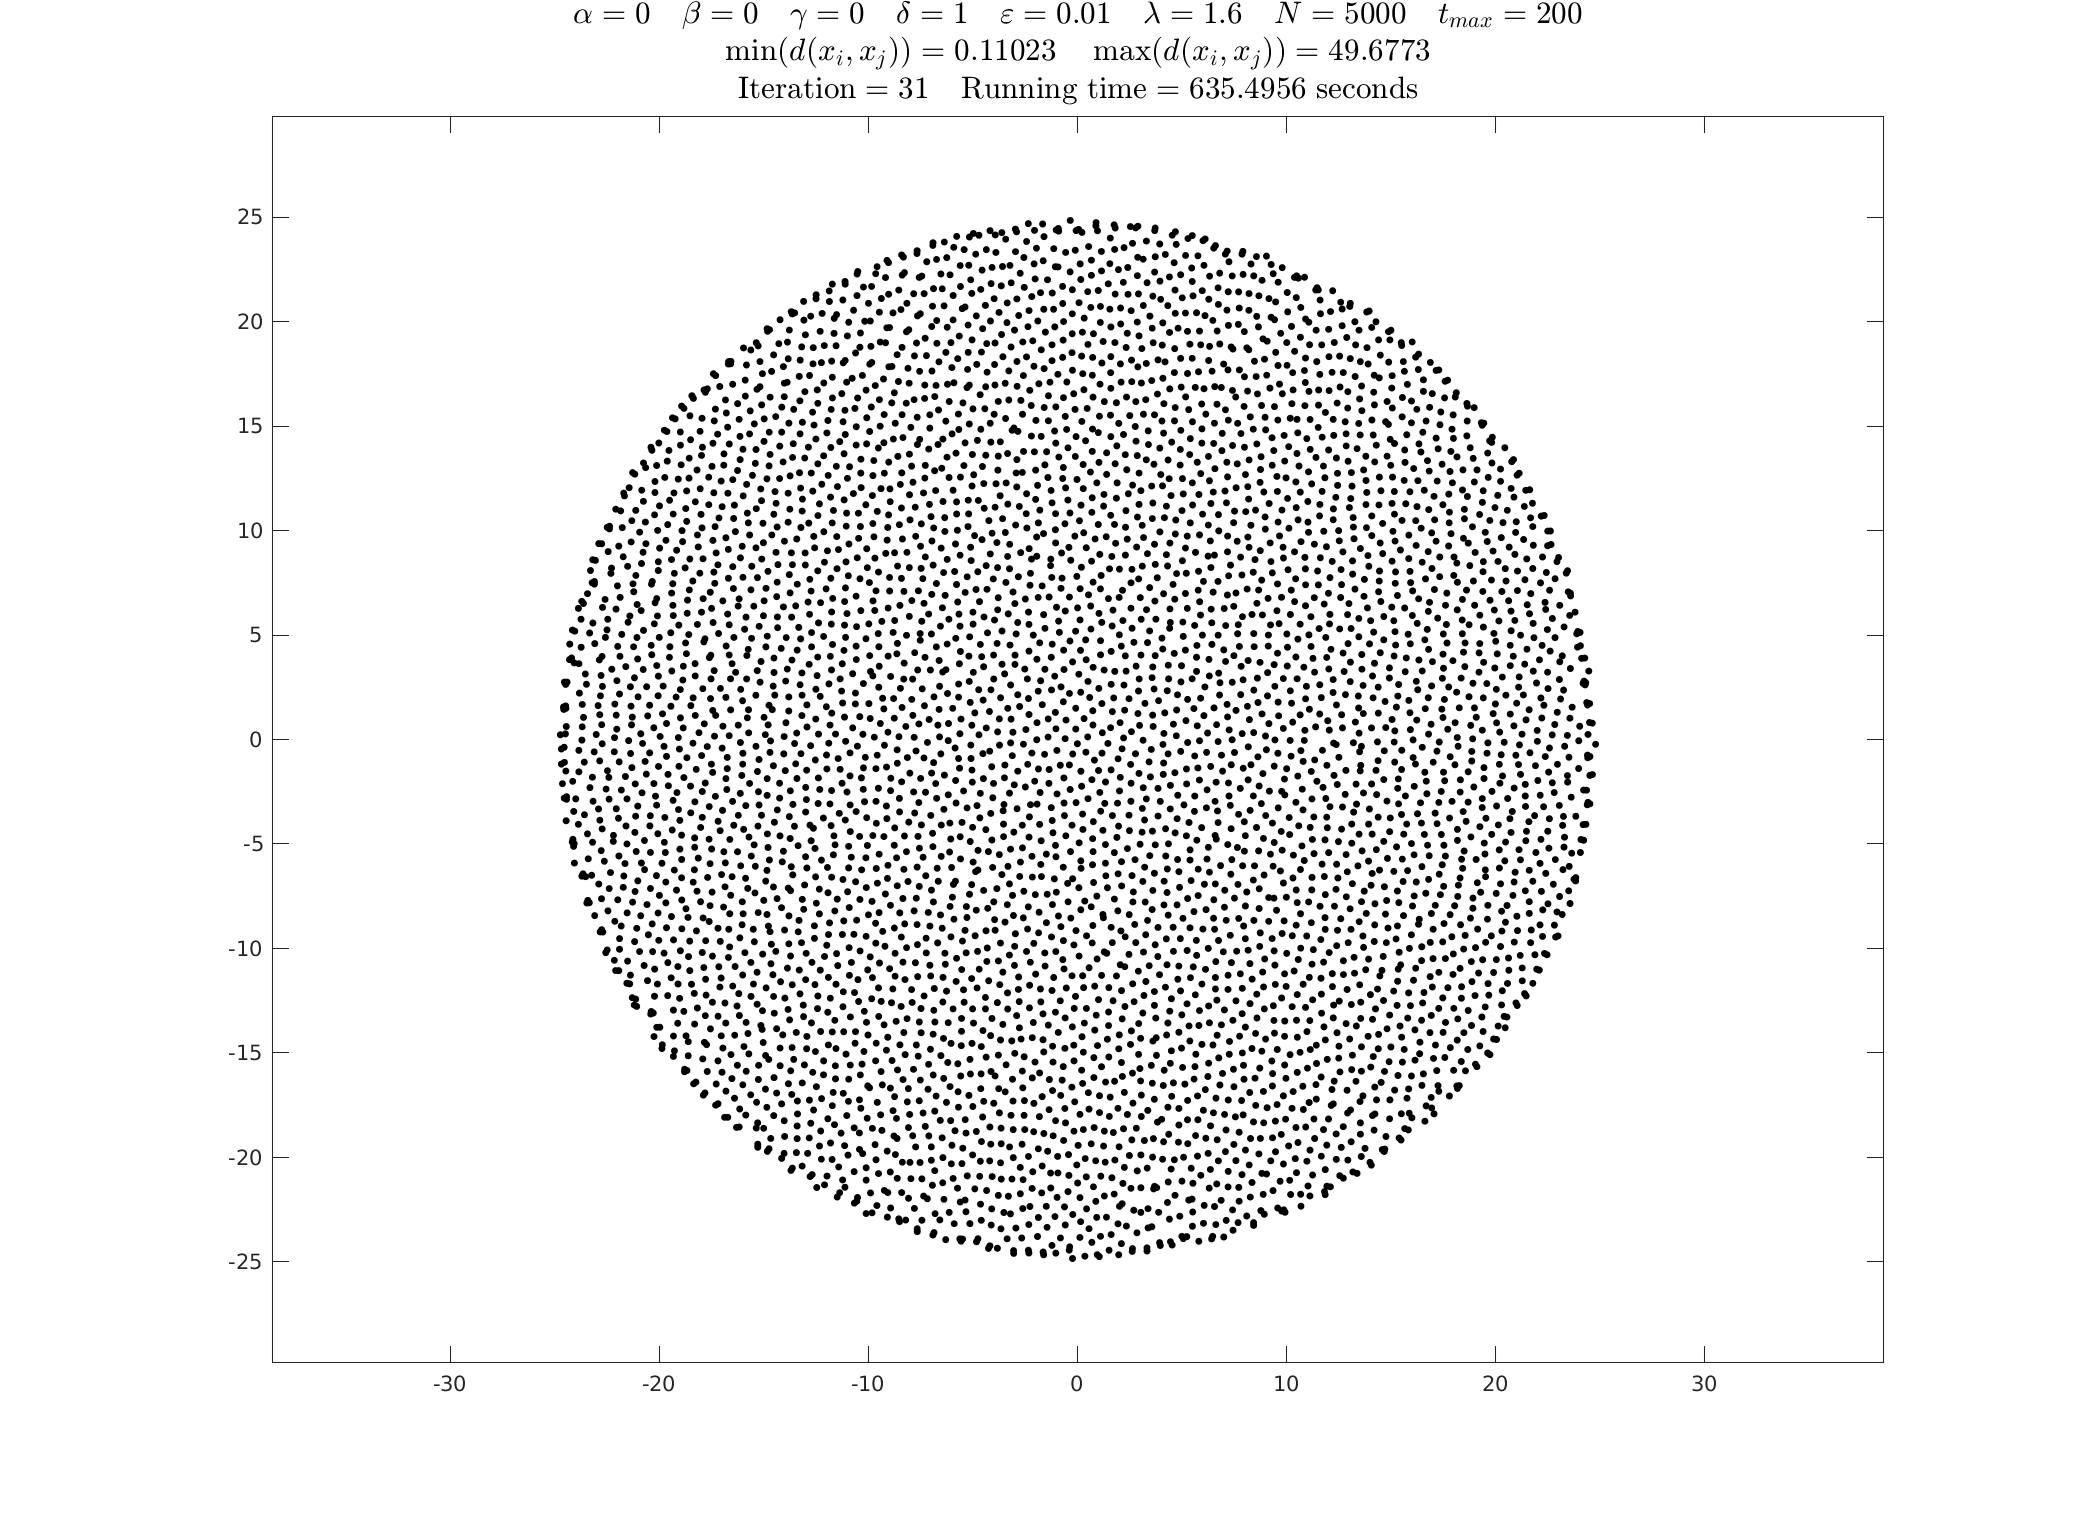 α = 0 β = 0 γ = 0 δ = 1 ε = 0.01 λ = 1.6 N = 5000 t_{max} = 200
min(d(x_i, x_j)) = 0.11023 max(d(x_i, x_j)) = 49.6773
Iteration = 31 Running time = 635.4956 seconds
25
20
15
10
5
0
-5
-10
-15
-20
-25
-30 -20 -10 0 10 20 30